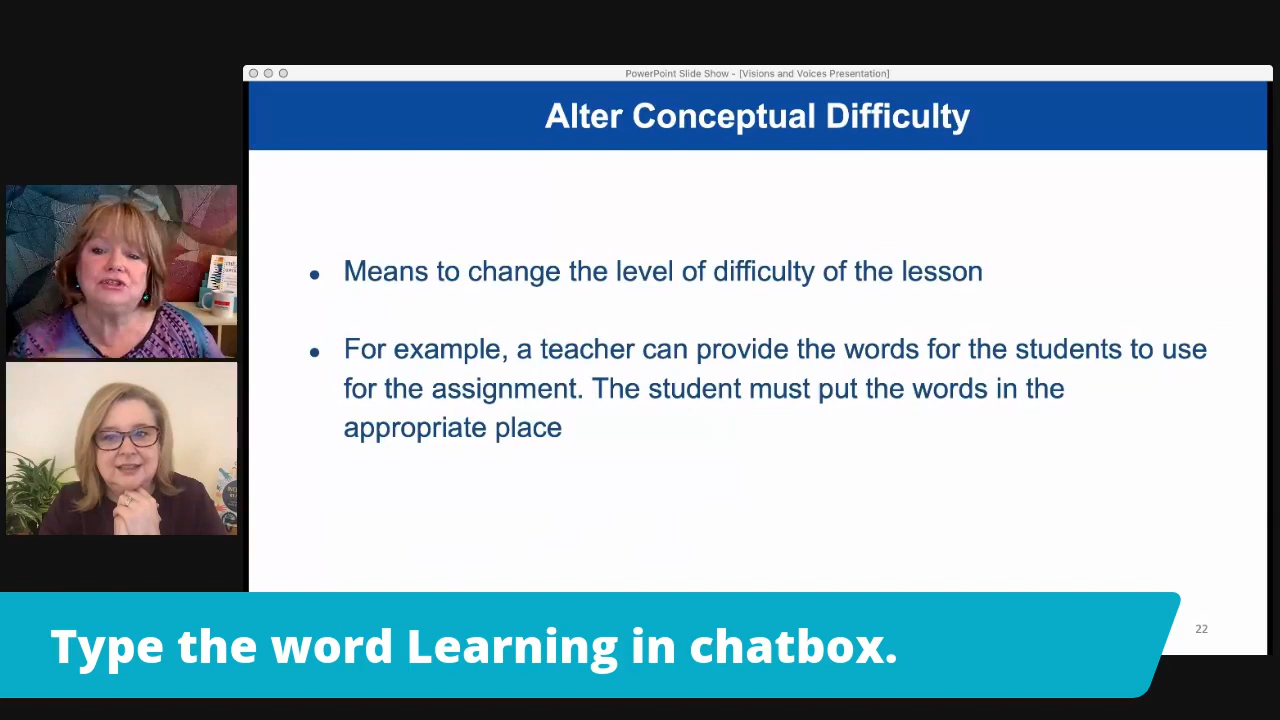 PowerPoint Slide Show - [Visions and Voices Presentation]
Alter Conceptual Difficulty
• Means to change the level of difficulty of the lesson
• For example, a teacher can provide the words for the students to use
for the assignment. The student must put the words in the
appropriate place
22
Type the word Learning in chatbox.